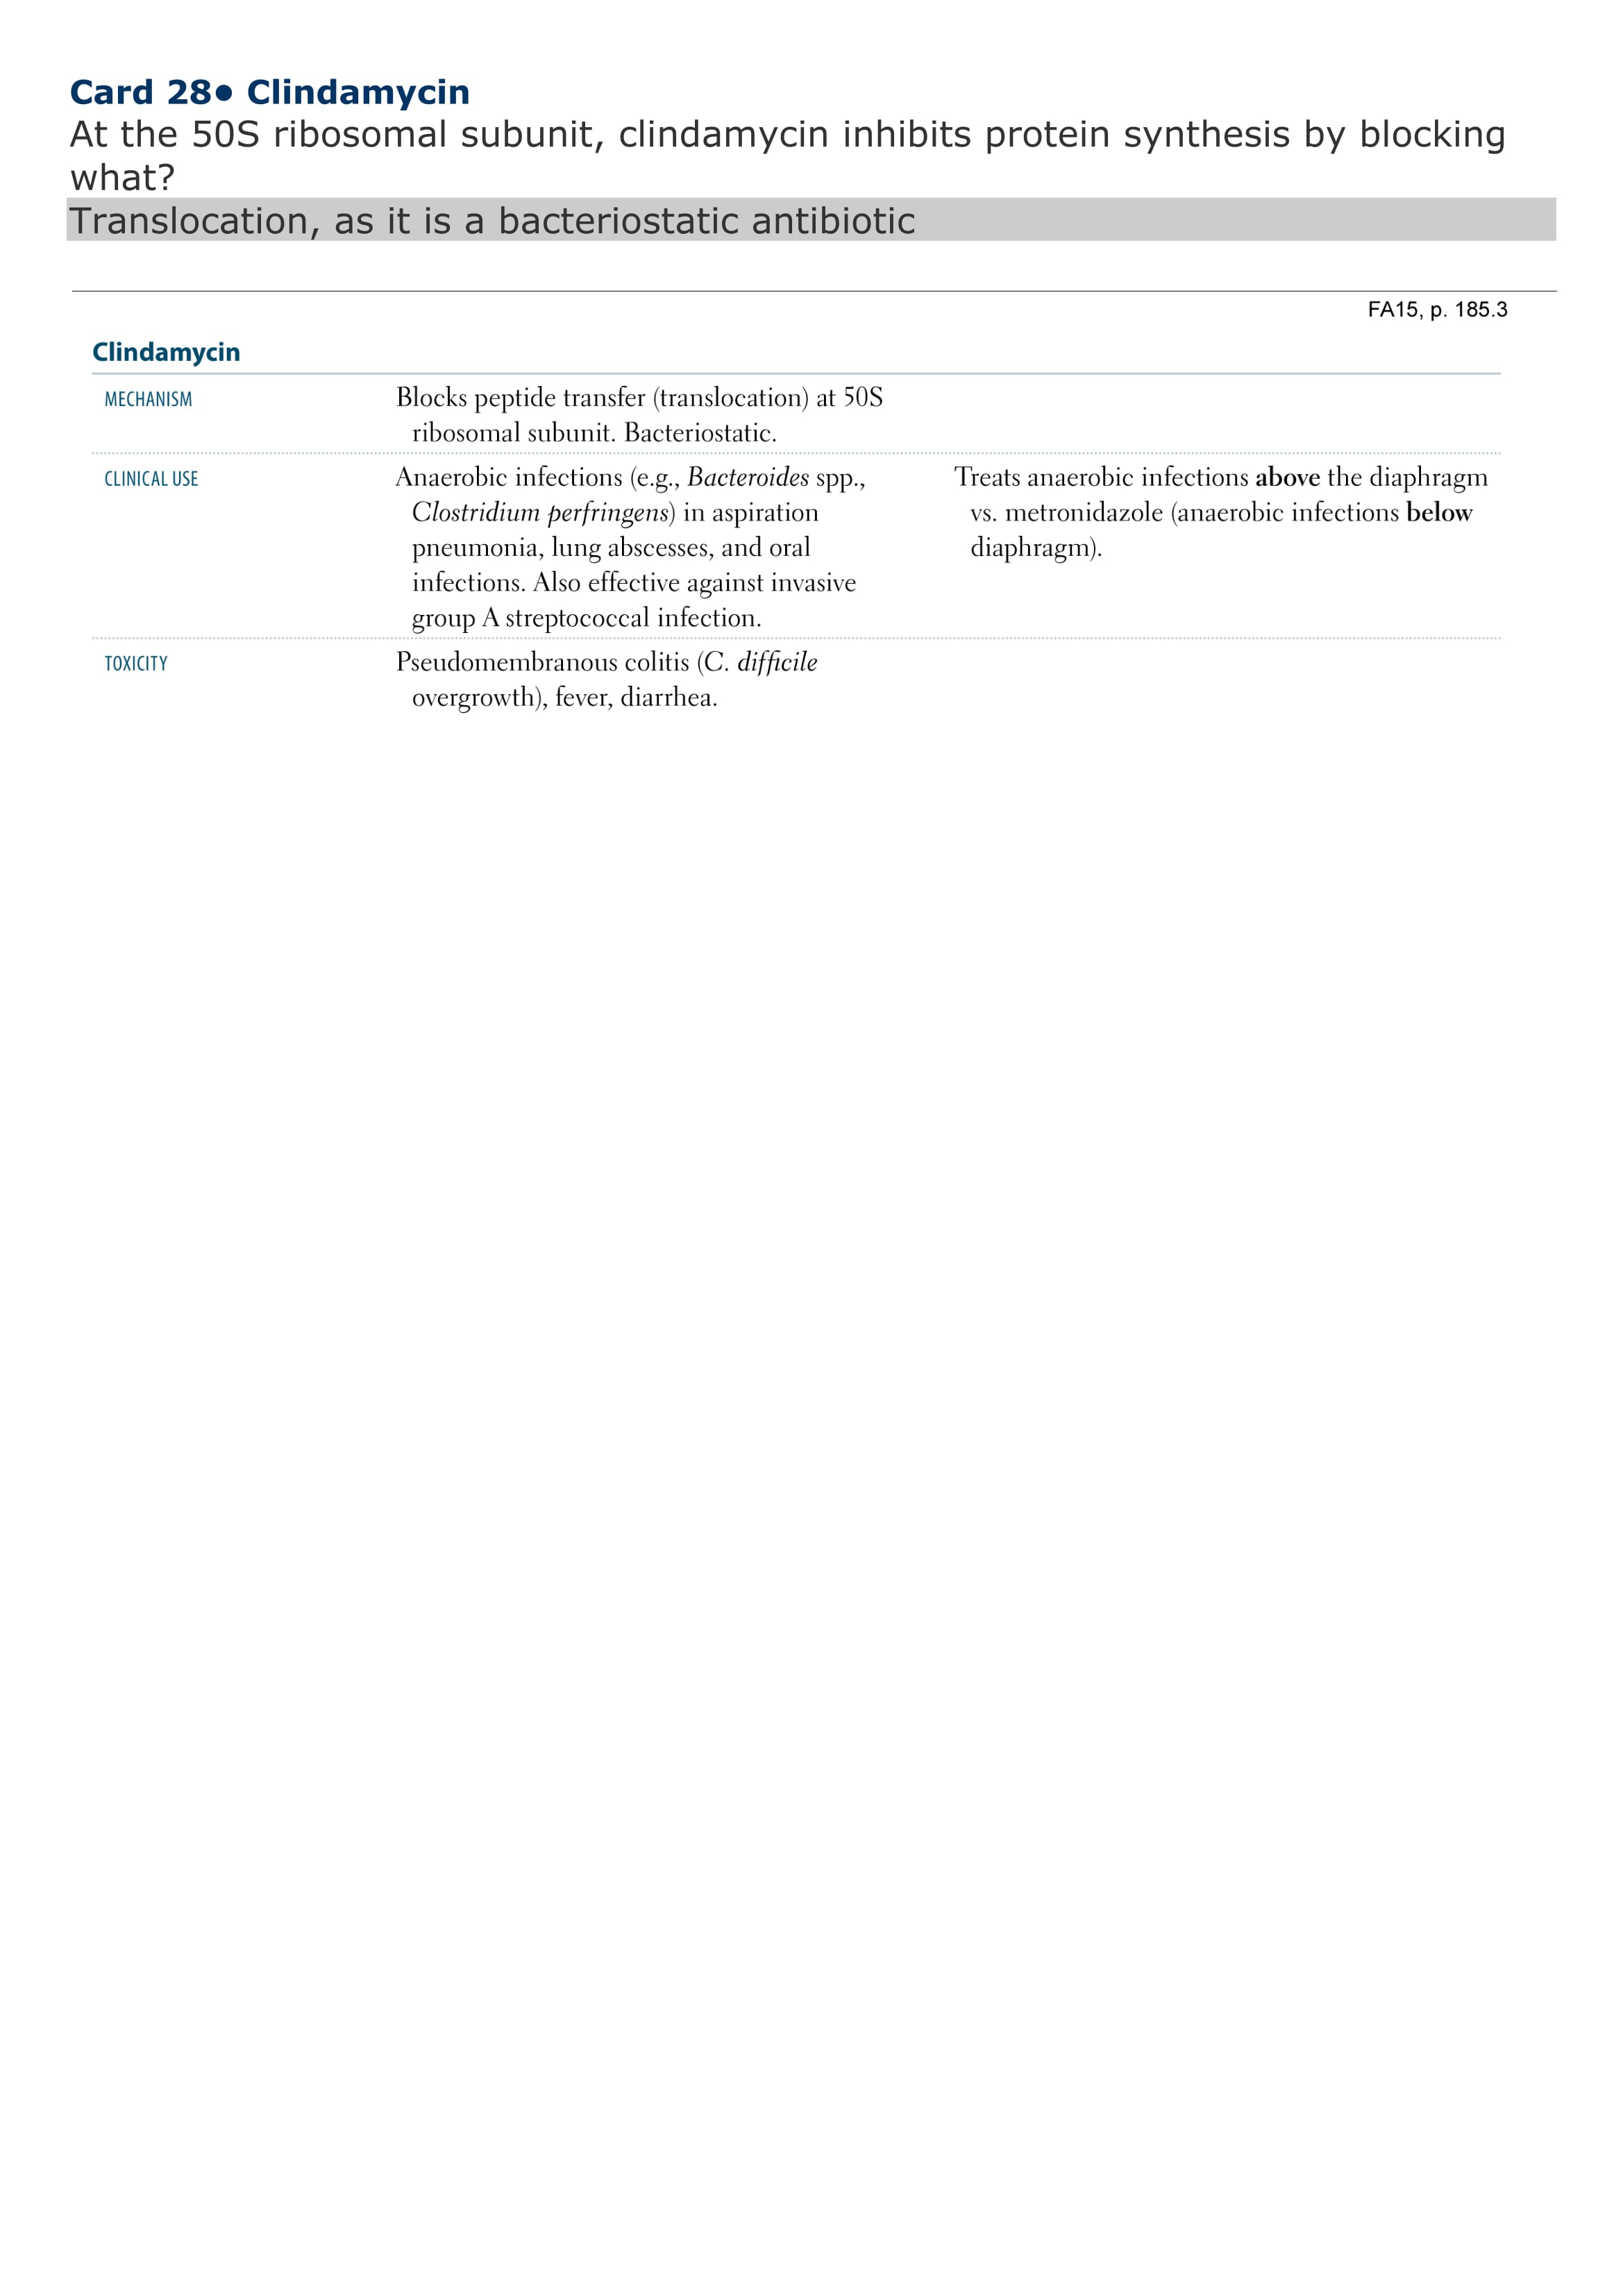 Card 28● Clindamycin
At the 50S ribosomal subunit, clindamycin inhibits protein synthesis by blocking
what?
Translocation, as it is a bacteriostatic antibiotic
FA15, p. 185.3
Clindamycin
MECHANISM
Blocks peptide transfer (translocation) at 50S
ribosomal subunit. Bacteriostatic.
CLINICAL USE
Anaerobic infections (e.g., Bacteroides spp.,
Clostridium perfringens) in aspiration
pneumonia, lung abscesses, and oral
infections. Also effective against invasive
group A streptococcal infection.
Treats anaerobic infections above the diaphragm
vs. metronidazole (anaerobic infections below
diaphragm).
TOXICITY
Pseudomembranous colitis (C. difficile
overgrowth), fever, diarrhea.